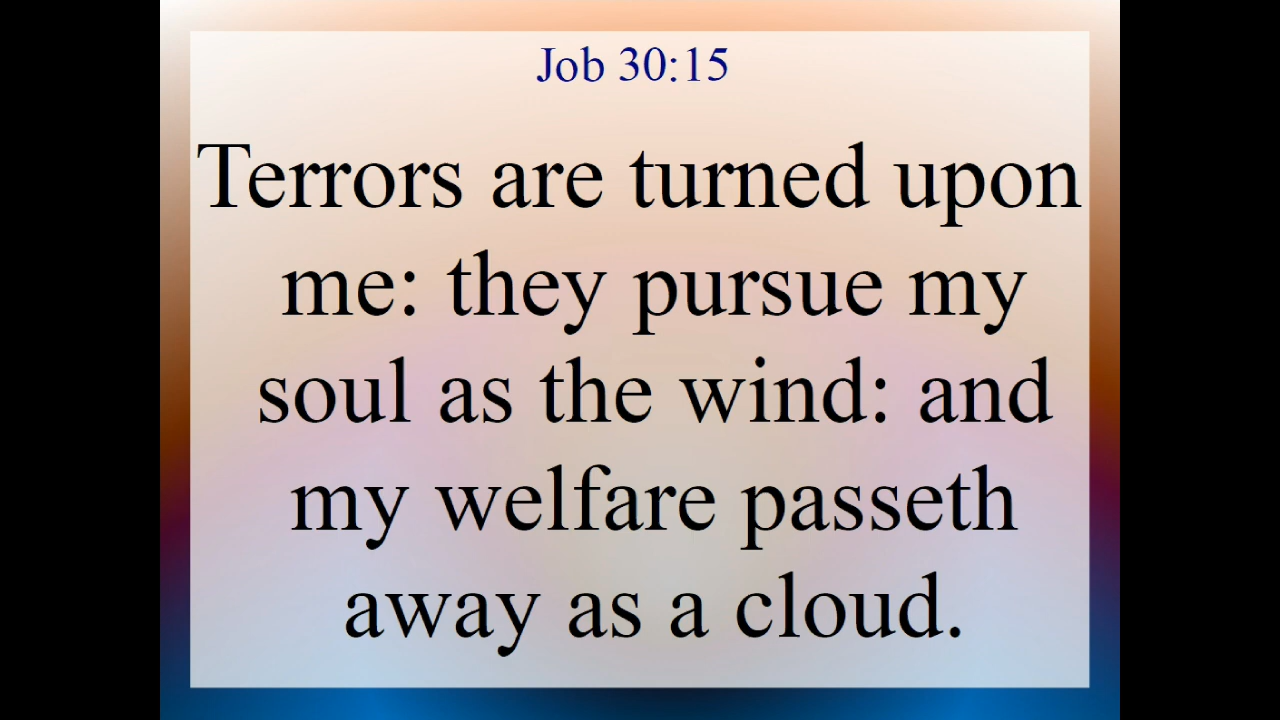 Job 30:15
Terrors are turned upon
me: they pursue my
soul as the wind: and
my welfare passeth
away as a cloud.